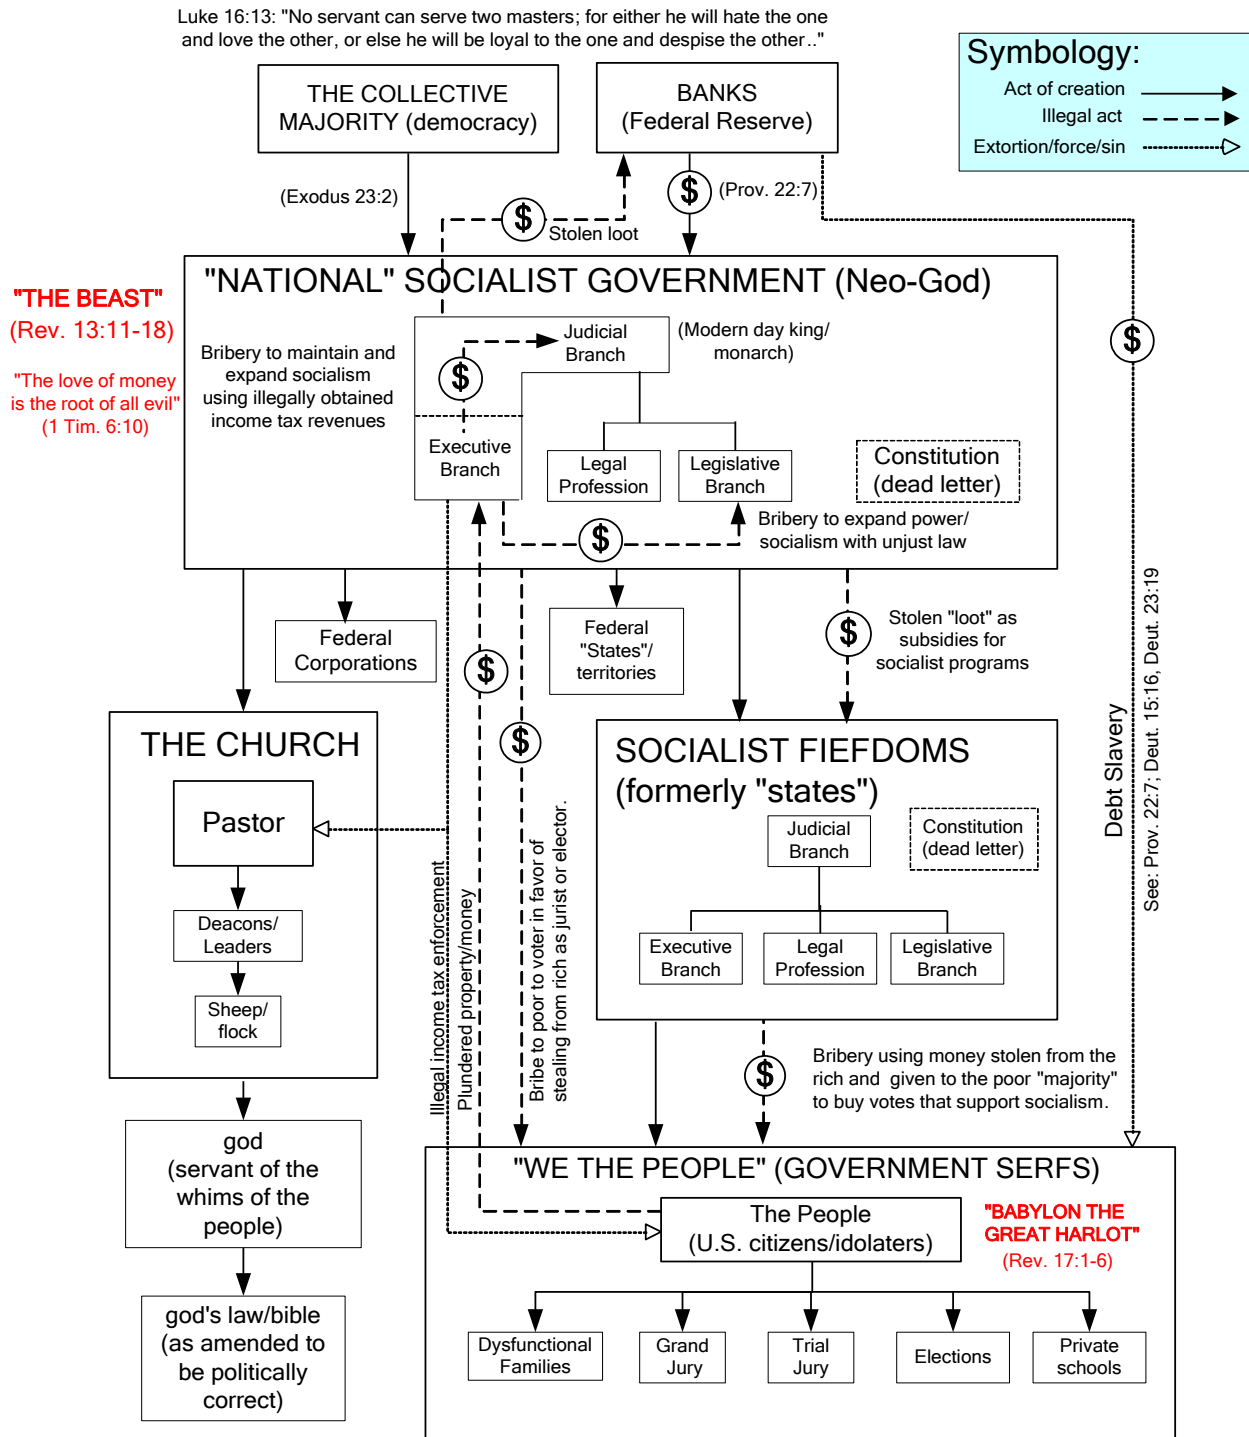 Luke 16:13: "No servant can serve two masters; for either he will hate the one
and love the other, or else he will be loyal to the one and despise the other.."
Symbology:
Act of creation
Illegal act
Extortion/force/sin
THE COLLECTIVE
MAJORITY (democracy)
BANKS
(Federal Reserve)
(Exodus 23:2)
$
Stolen loot
$
(Prov. 22:7)
"NATIONAL" SOCIALIST GOVERNMENT (Neo-God)
"THE BEAST"
(Rev. 13:11-18)
"The love of money
is the root of all evil"
(1 Tim. 6:10)
Bribery to maintain and
expand socialism
using illegally obtained
income tax revenues
Judicial
Branch
(Modern day king/
monarch)
$
$
Executive
Branch
Legal
Profession
Legislative
Branch
Constitution
(dead letter)
$
Bribery to expand power/
socialism with unjust law
Federal
Corporations
Federal
"States"/
territories
$
Stolen "loot" as
subsidies for
socialist programs
$
$
Debt Slavery
See: Prov. 22:7; Deut. 15:16, Deut. 23:19
THE CHURCH
Pastor
Deacons/
Leaders
Sheep/
flock
Illegal income tax enforcement
Plundered property/money
Bribe to poor to voter in favor of
stealing from rich as jurist or elector.
SOCIALIST FIEFDOMS
(formerly "states")
Judicial
Branch
Constitution
(dead letter)
Executive
Branch
Legal
Profession
Legislative
Branch
$
Bribery using money stolen from the
rich and given to the poor "majority"
to buy votes that support socialism.
god
(servant of the
whims of the
people)
god's law/bible
(as amended to
be politically
correct)
"WE THE PEOPLE" (GOVERNMENT SERFS)
The People
(U.S. citizens/idolaters)
"BABYLON THE
GREAT HARLOT"
(Rev. 17:1-6)
Dysfunctional
Families
Grand
Jury
Trial
Jury
Elections
Private
schools